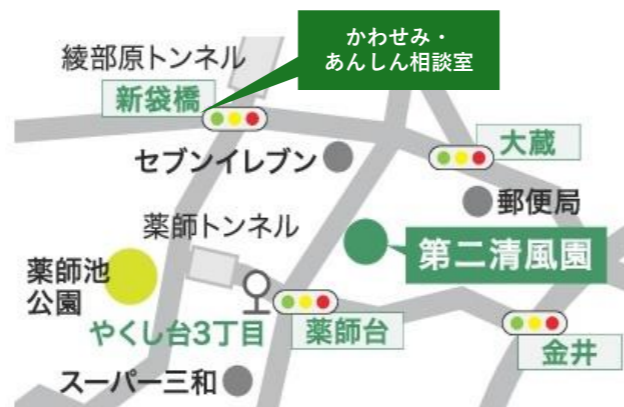 かわせみ・
あんしん相談室
綾部原トンネル
新袋橋
大蔵
セブンイレブン
郵便局
薬師トンネル
第二清風園
薬師池
公園
やくし台3丁目
薬師台
金井
スーパー三和